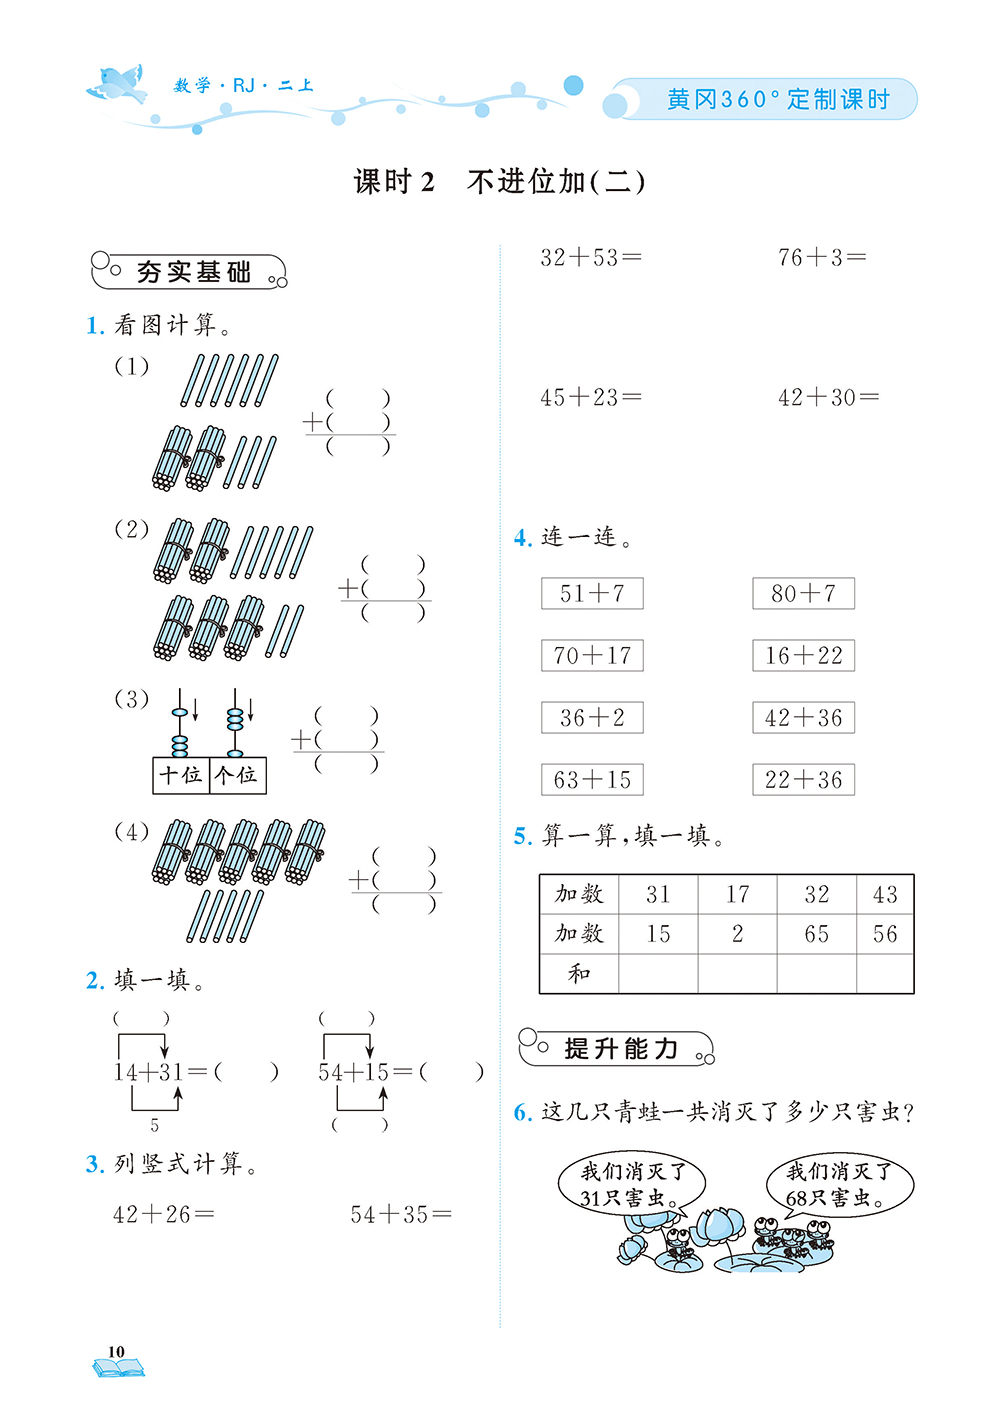 数学·RJ·二上
黄冈360°定制课时
课时2 不进位加(二)
夯实基础
1. 看图计算。
(1)
( )
+( )
( )
(2)
( )
+( )
( )
(3)
十位 个位
( )
+( )
( )
(4)
( )
+( )
( )
2. 填一填。
( ) ( )
14+31=( ) 54+15=( )
5 ( )
3. 列竖式计算。
42+26= 54+35=
32+53= 76+3=
45+23= 42+30=
4. 连一连。
51+7 80+7
70+17 16+22
36+2 42+36
63+15 22+36
5. 算一算,填一填。
加数 31 17 32 43
加数 15 2 65 56
和
提升能力
6. 这几只青蛙一共消灭了多少只害虫?
我们消灭了
31只害虫。
我们消灭了
68只害虫。
10